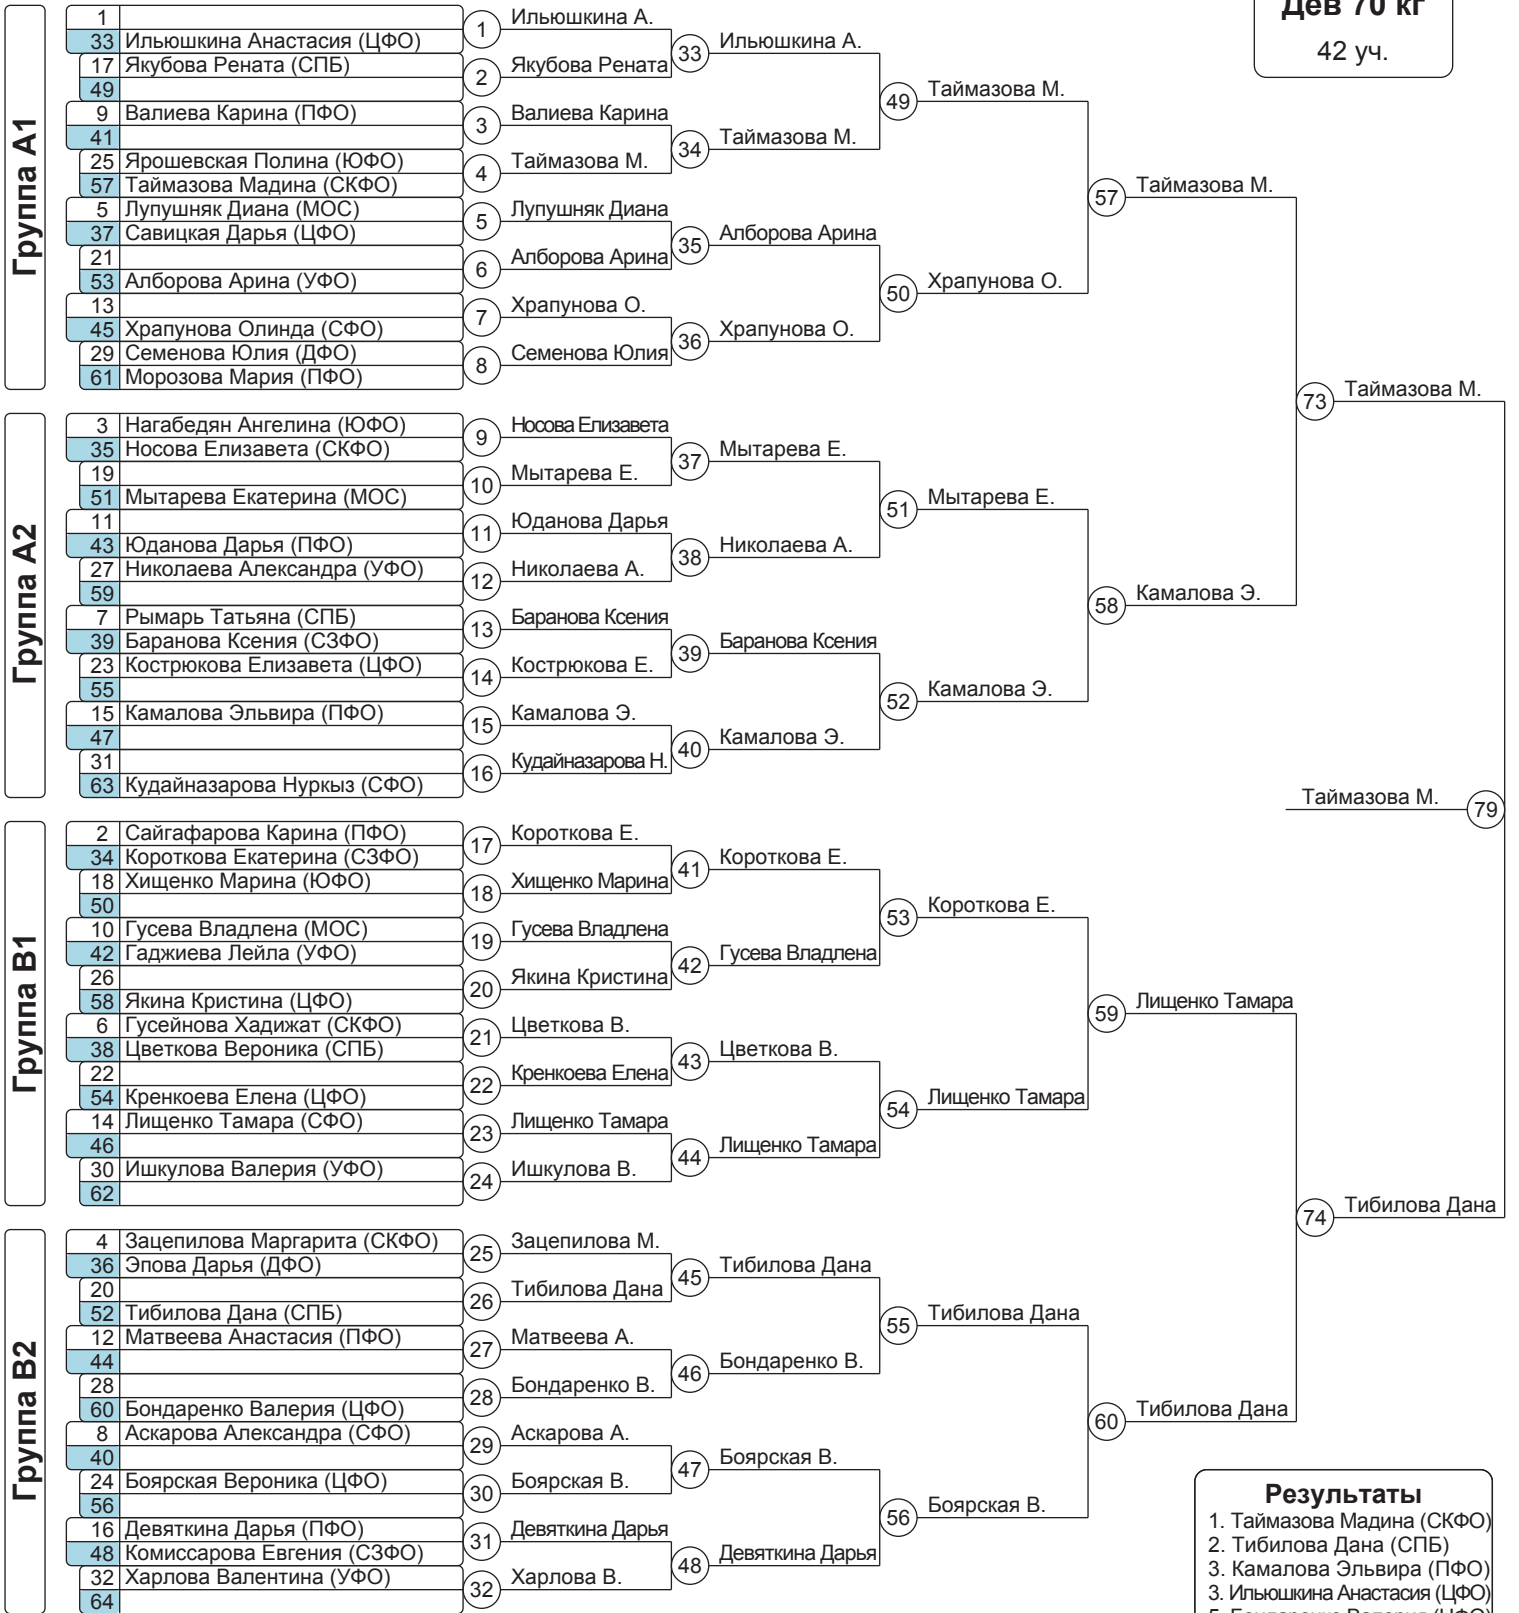 Дев 70 кг
42 уч.
Группа A1
1
33 Ильюшкина Анастасия (ЦФО)
17 Якубова Рената (СПБ)
49
9 Валиева Карина (ПФО)
41
25 Ярошевская Полина (ЮФО)
57 Таймазова Мадина (СКФО)
5 Лупушняк Диана (МОС)
37 Савицкая Дарья (ЦФО)
21
53 Алборова Арина (УФО)
13
45 Храпунова Олинда (СФО)
29 Семенова Юлия (ДФО)
61 Морозова Мария (ПФО)
1 Ильюшкина А.
2 Якубова Рената
3 Валиева Карина
4 Таймазова М.
5 Лупушняк Диана
6 Алборова Арина
7 Храпунова О.
8 Семенова Юлия
33 Ильюшкина А.
34 Таймазова М.
35 Алборова Арина
36 Храпунова О.
49 Таймазова М.
50 Храпунова О.
57 Таймазова М.
Группа A2
3 Нагабедян Ангелина (ЮФО)
35 Носова Елизавета (СКФО)
19
51 Мытарева Екатерина (МОС)
11
43 Юданова Дарья (ПФО)
27 Николаева Александра (УФО)
59
7 Рымарь Татьяна (СПБ)
39 Баранова Ксения (СЗФО)
23 Кострюкова Елизавета (ЦФО)
55
15 Камалова Эльвира (ПФО)
47
31
63 Кудайназарова Нуркыз (СФО)
9 Носова Елизавета
10 Мытарева Е.
11 Юданова Дарья
12 Николаева А.
13 Баранова Ксения
14 Кострюкова Е.
15 Камалова Э.
16 Кудайназарова Н.
37 Мытарева Е.
38 Николаева А.
39 Баранова Ксения
40 Камалова Э.
51 Мытарева Е.
52 Камалова Э.
58 Камалова Э.
73 Таймазова М.
Группа B1
2 Сайгафарова Карина (ПФО)
34 Короткова Екатерина (СЗФО)
18 Хищенко Марина (ЮФО)
50
10 Гусева Владлена (МОС)
42 Гаджиева Лейла (УФО)
26
58 Якина Кристина (ЦФО)
6 Гусейнова Хадижат (СКФО)
38 Цветкова Вероника (СПБ)
22
54 Кренкоева Елена (ЦФО)
14 Лищенко Тамара (СФО)
46
30 Ишкулова Валерия (УФО)
62
17 Короткова Е.
18 Хищенко Марина
19 Гусева Владлена
20 Якина Кристина
21 Цветкова В.
22 Кренкоева Елена
23 Лищенко Тамара
24 Ишкулова В.
41 Короткова Е.
42 Гусева Владлена
43 Цветкова В.
44 Лищенко Тамара
53 Короткова Е.
54 Лищенко Тамара
59 Лищенко Тамара
Группа B2
4 Зацепилова Маргарита (СКФО)
36 Эпова Дарья (ДФО)
20
52 Тибилова Дана (СПБ)
12 Матвеева Анастасия (ПФО)
44
28
60 Бондаренко Валерия (ЦФО)
8 Аскарова Александра (СФО)
40
24 Боярская Вероника (ЦФО)
56
16 Девяткина Дарья (ПФО)
48 Комиссарова Евгения (СЗФО)
32 Харлова Валентина (УФО)
64
25 Зацепилова М.
26 Тибилова Дана
27 Матвеева А.
28 Бондаренко В.
29 Аскарова А.
30 Боярская В.
31 Девяткина Дарья
32 Харлова В.
45 Тибилова Дана
46 Бондаренко В.
47 Боярская В.
48 Девяткина Дарья
55 Тибилова Дана
56 Боярская В.
60 Тибилова Дана
74 Тибилова Дана
Таймазова М. 79
Результаты
1. Таймазова Мадина (СКФО)
2. Тибилова Дана (СПБ)
3. Камалова Эльвира (ПФО)
3. Ильюшкина Анастасия (ЦФО)
5. Бондаренко Валерия (ЦФО)